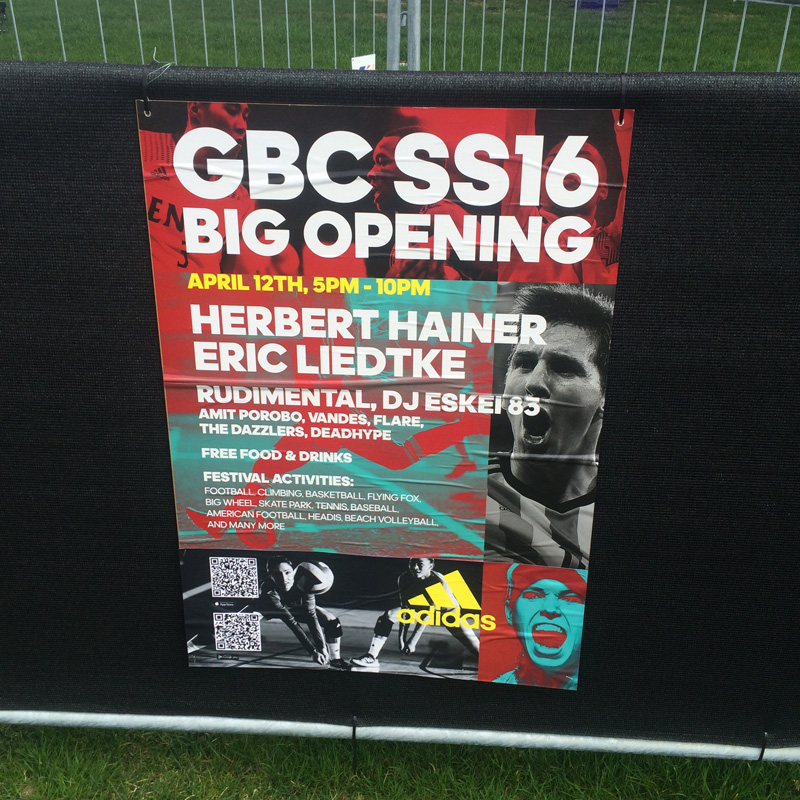 GBC SS16
BIG OPENING
APRIL 12TH, 5PM - 10PM
HERBERT HAINER
ERIC LIEDTKE
RUDIMENTAL, DJ ESKEI 83
AMIT POROBO, VANDES, FLARE,
THE DAZZLERS, DEADHYPE
FREE FOOD & DRINKS
FESTIVAL ACTIVITIES:
FOOTBALL, CLIMBING, BASKETBALL, FLYING FOX,
BIG WHEEL, SKATE PARK, TENNIS, BASEBALL,
AMERICAN FOOTBALL, HEADIS, BEACH VOLLEYBALL,
AND MANY MORE
adidas